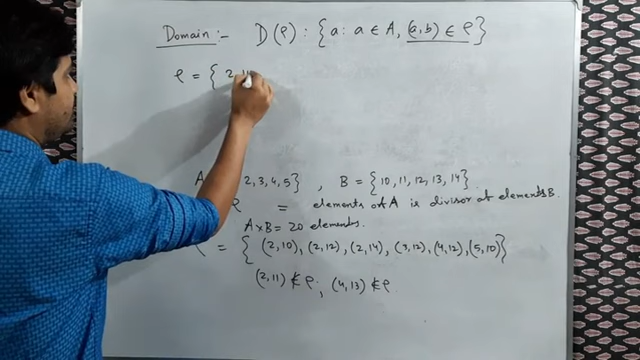 Domain :- D(ρ) : {a : a ∈ A, (a,b) ∈ ρ}
ρ = { 2,
A 2,3,4,5} , B = {10, 11, 12, 13, 14}
R = elements of A is divisor of elements B.
A×B = 20 elements.
= { (2,10), (2,12), (2,14), (3,12), (4,12), (5,10)}
(2,11) ∉ ρ ; (4,13) ∉ ρ